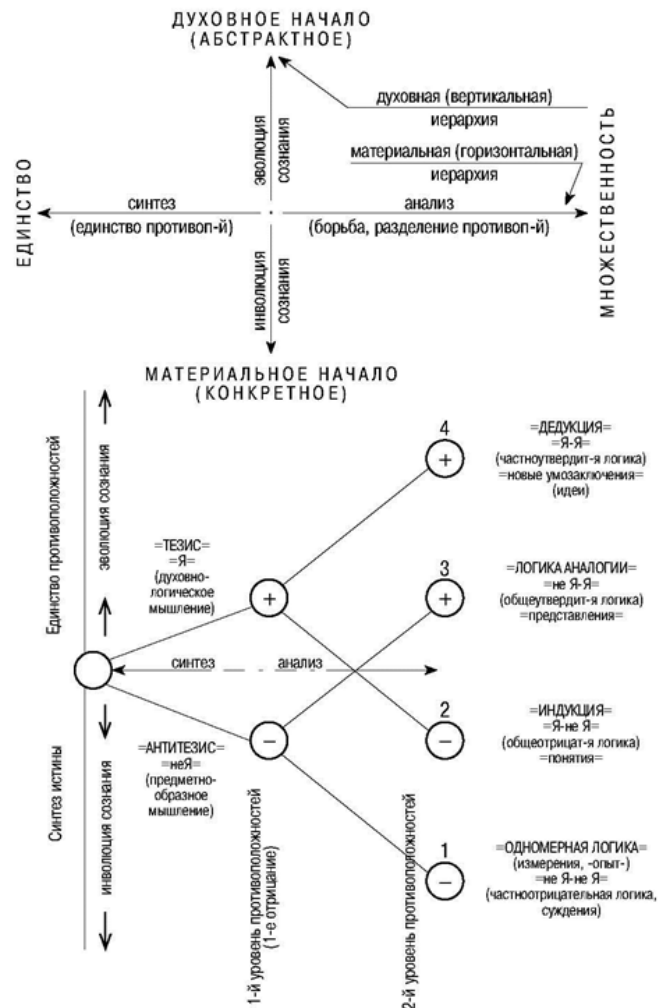 ДУХОВНОЕ НАЧАЛО
(АБСТРАКТНОЕ)
духовная (вертикальная)
иерархия
материальная (горизонтальная)
иерархия
эволюция
сознания
ЕДИНСТВО
синтез
(единство противоп-й)
анализ
(борьба, разделение противоп-й)
МНОЖЕСТВЕННОСТЬ
инволюция
сознания
МАТЕРИАЛЬНОЕ НАЧАЛО
(КОНКРЕТНОЕ)
Единство противоположностей
эволюция сознания
Синтез истины
инволюция сознания
=ТЕЗИС=
=Я=
(духовно-
логическое
мышление)
+
синтез
анализ
=АНТИТЕЗИС=
=неЯ=
(предметно-
образное
мышление)
−
1-й уровень противоположностей
(1-е отрицание)
2-й уровень противоположностей
4
+
=ДЕДУКЦИЯ=
=Я-Я=
(частноутвердит-я логика)
=новые умозаключения=
(идеи)
3
+
=ЛОГИКА АНАЛОГИИ=
=не Я-Я=
(общеутвердит-я логика)
=представления=
2
−
=ИНДУКЦИЯ=
=Я-не Я=
(общеотрицат-я логика)
=понятия=
1
−
=ОДНОМЕРНАЯ ЛОГИКА=
(измерения, -опыт-)
=не Я-не Я=
(частноотрицательная логика,
суждения)